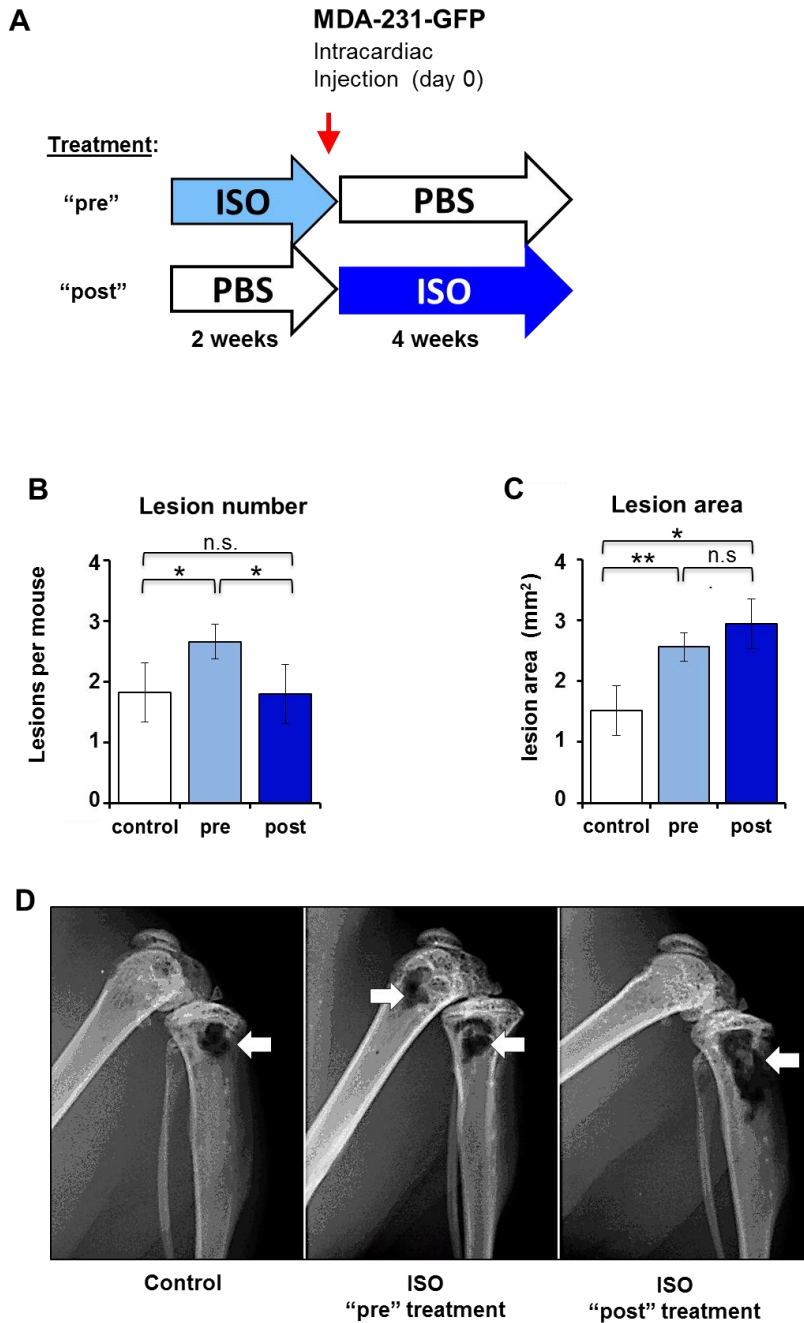 A
MDA-231-GFP
Intracardiac
Injection (day 0)
Treatment:
“pre”
ISO
PBS
“post”
PBS
ISO
2 weeks
4 weeks
B
Lesion number
n.s.
*
*
4
3
2
1
0
Lesions per mouse
control
pre
post
C
Lesion area
*
**
n.s
4
3
2
1
0
lesion area (mm²)
control
pre
post
D
Control
ISO
“pre” treatment
ISO
“post” treatment